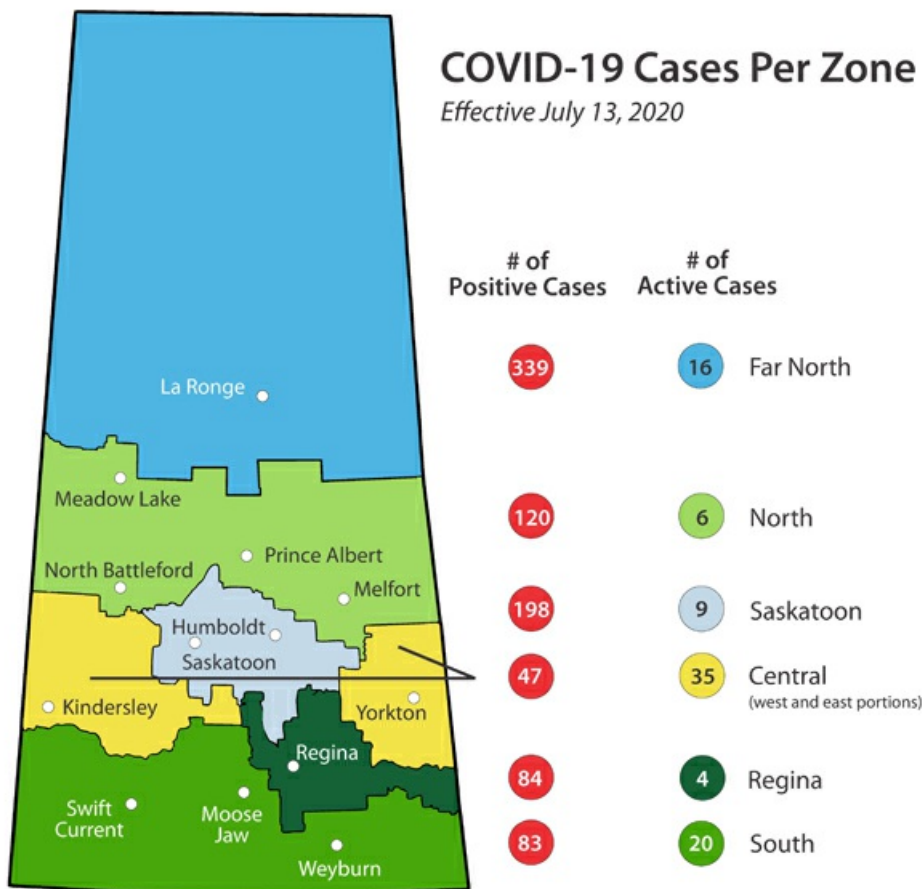 COVID-19 Cases Per Zone
Effective July 13, 2020
# of
Positive Cases
# of
Active Cases
339
16
Far North
120
6
North
198
9
Saskatoon
47
35
Central
(west and east portions)
84
4
Regina
83
20
South
La Ronge
Meadow Lake
Prince Albert
North Battleford
Melfort
Humboldt
Saskatoon
Kindersley
Yorkton
Regina
Swift
Current
Moose
Jaw
Weyburn